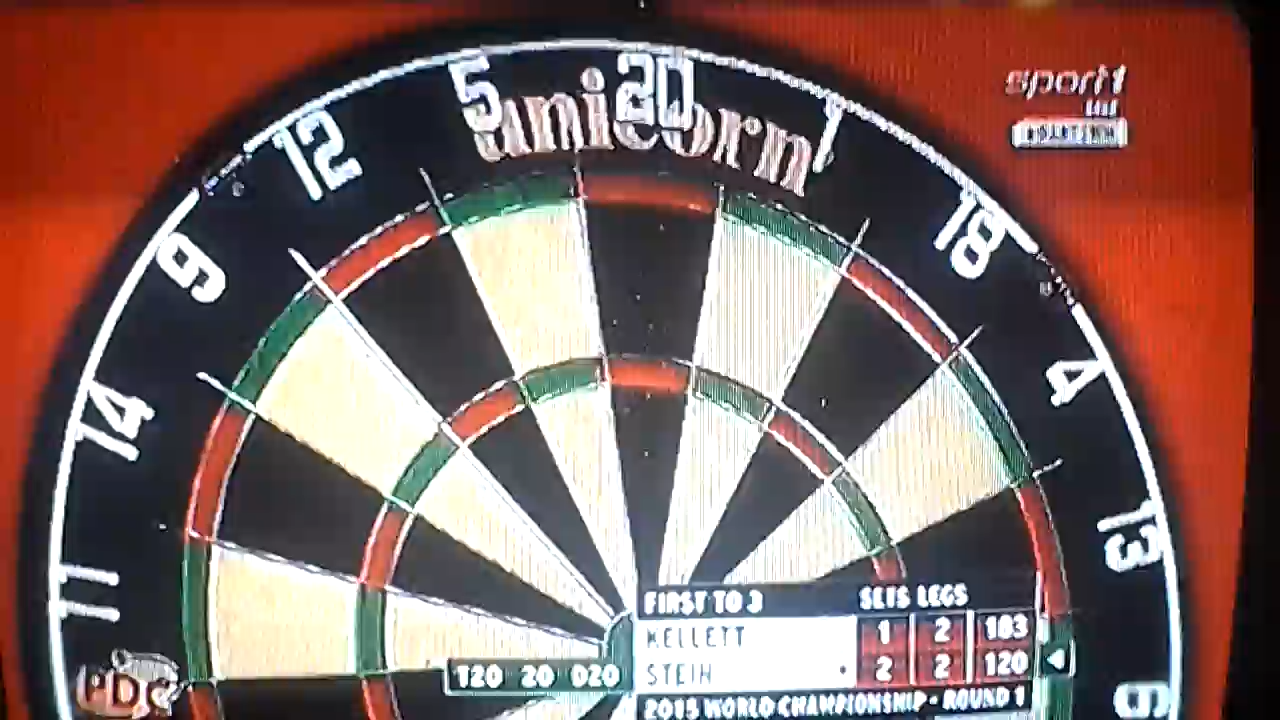 5 20 1
unicorn
12 18
9 4
14 13
11
sport1
FIRST TO 3 SETS LEGS
KELLETT 1 2 183
STEIN 2 2 120
T20 20 D20
PDC
2015 WORLD CHAMPIONSHIP - ROUND 1